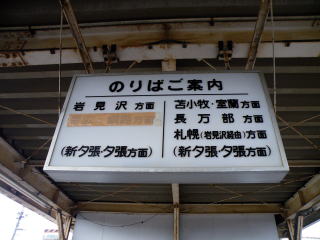 のりばご案内
岩見沢 方面
(新夕張・夕張方面)
苫小牧・室蘭方面
長万部 方面
札幌(岩見沢経由)方面
(新夕張・夕張方面)